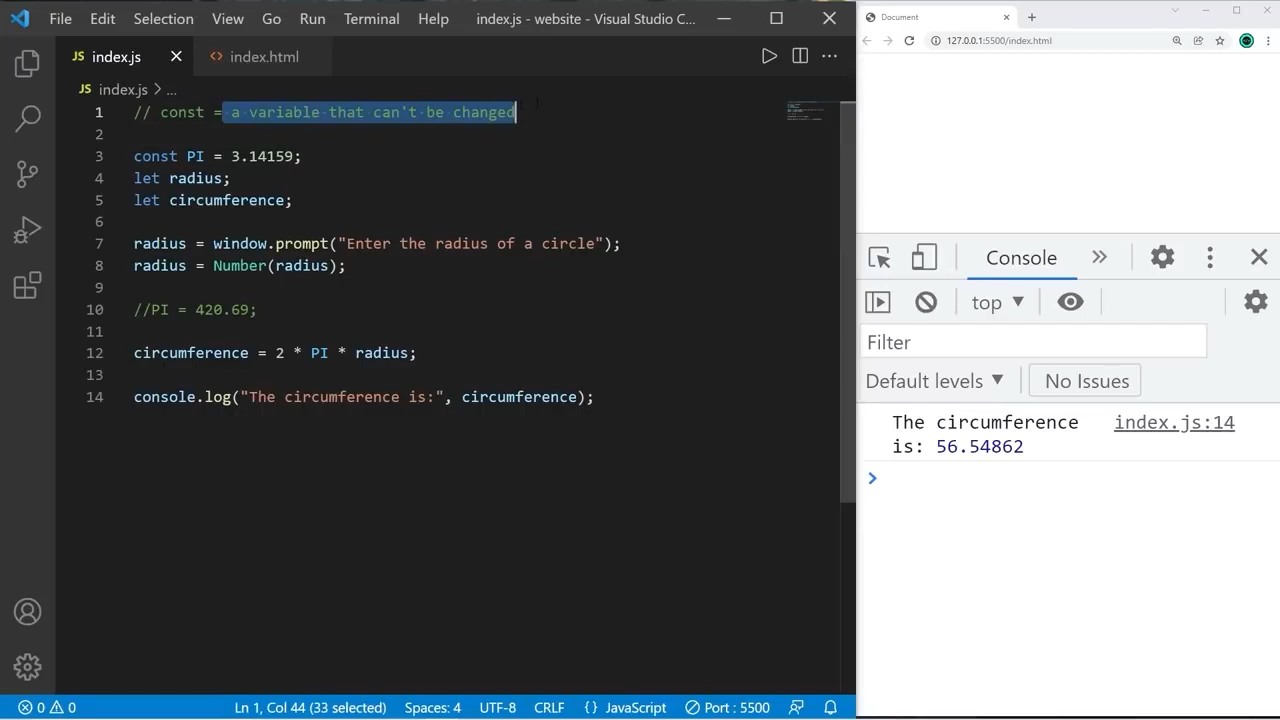 File Edit Selection View Go Run Terminal Help index.js - website - Visual Studio C...
JS index.js index.html
JS index.js > ...
1 // const = a variable that can't be changed
2
3 const PI = 3.14159;
4 let radius;
5 let circumference;
6
7 radius = window.prompt("Enter the radius of a circle");
8 radius = Number(radius);
9
10 //PI = 420.69;
11
12 circumference = 2 * PI * radius;
13
14 console.log("The circumference is:", circumference);
0 0 Ln 1, Col 44 (33 selected) Spaces: 4 UTF-8 CRLF {} JavaScript Port : 5500
Document
127.0.0.1:5500/index.html
Console
top
Filter
Default levels No Issues
The circumference index.js:14
is: 56.54862